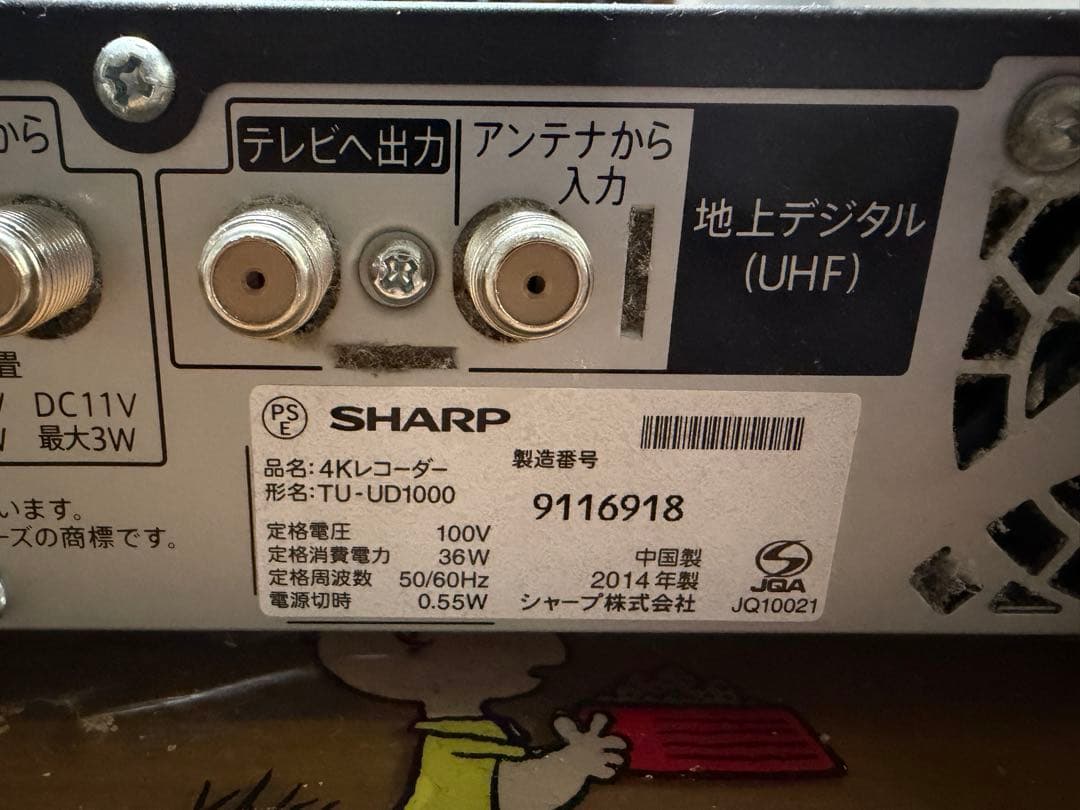 から
テレビへ出力
アンテナから
入力
地上デジタル
(UHF)
置
DC11V
W 最大3W
います。
ーズの商標です。
PS
E
SHARP
品名:4Kレコーダー
形名:TU-UD1000
製造番号
9116918
定格電圧 100V
定格消費電力 36W
定格周波数 50/60Hz
電源切時 0.55W
中国製
2014年製
シャープ株式会社
JQA
JQ10021